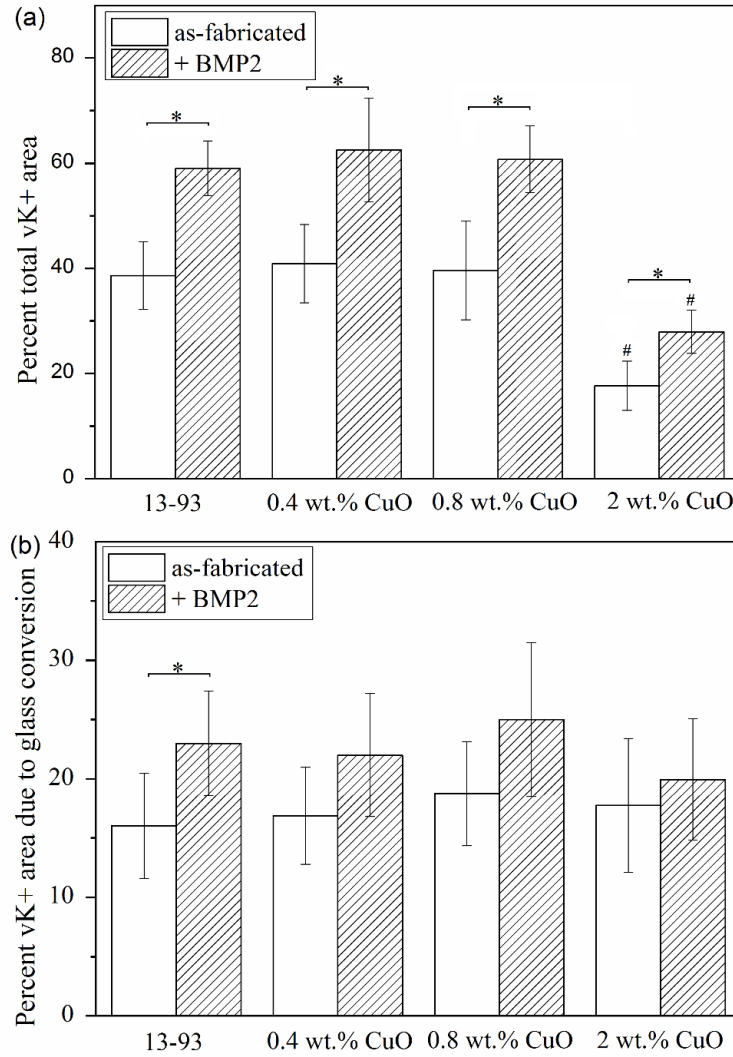 (a)
as-fabricated
+ BMP2
Percent total vK+ area
80
60
40
20
0
*
*
*
*
#
#
13-93
0.4 wt.% CuO
0.8 wt.% CuO
2 wt.% CuO
(b)
as-fabricated
+ BMP2
Percent vK+ area due to glass conversion
40
30
20
10
0
*
13-93
0.4 wt.% CuO
0.8 wt.% CuO
2 wt.% CuO